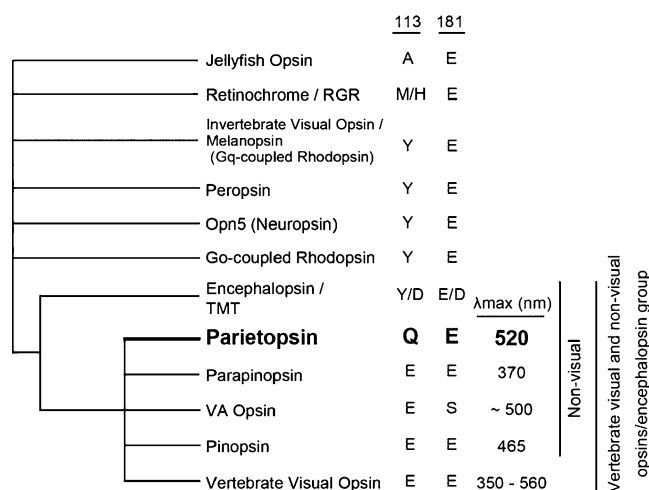 113 181
Jellyfish Opsin A E
Retinochrome / RGR M/H E
Invertebrate Visual Opsin /
Melanopsin
(Gq-coupled Rhodopsin) Y E
Peropsin Y E
Opn5 (Neuropsin) Y E
Go-coupled Rhodopsin Y E
Encephalopsin / Y/D E/D
TMT λmax (nm)
Parietopsin Q E 520
Parapinopsin E E 370
VA Opsin E S ~ 500
Pinopsin E E 465
Vertebrate Visual Opsin E E 350 - 560
Non-visual
Vertebrate visual and non-visual
opsins/encephalopsin group